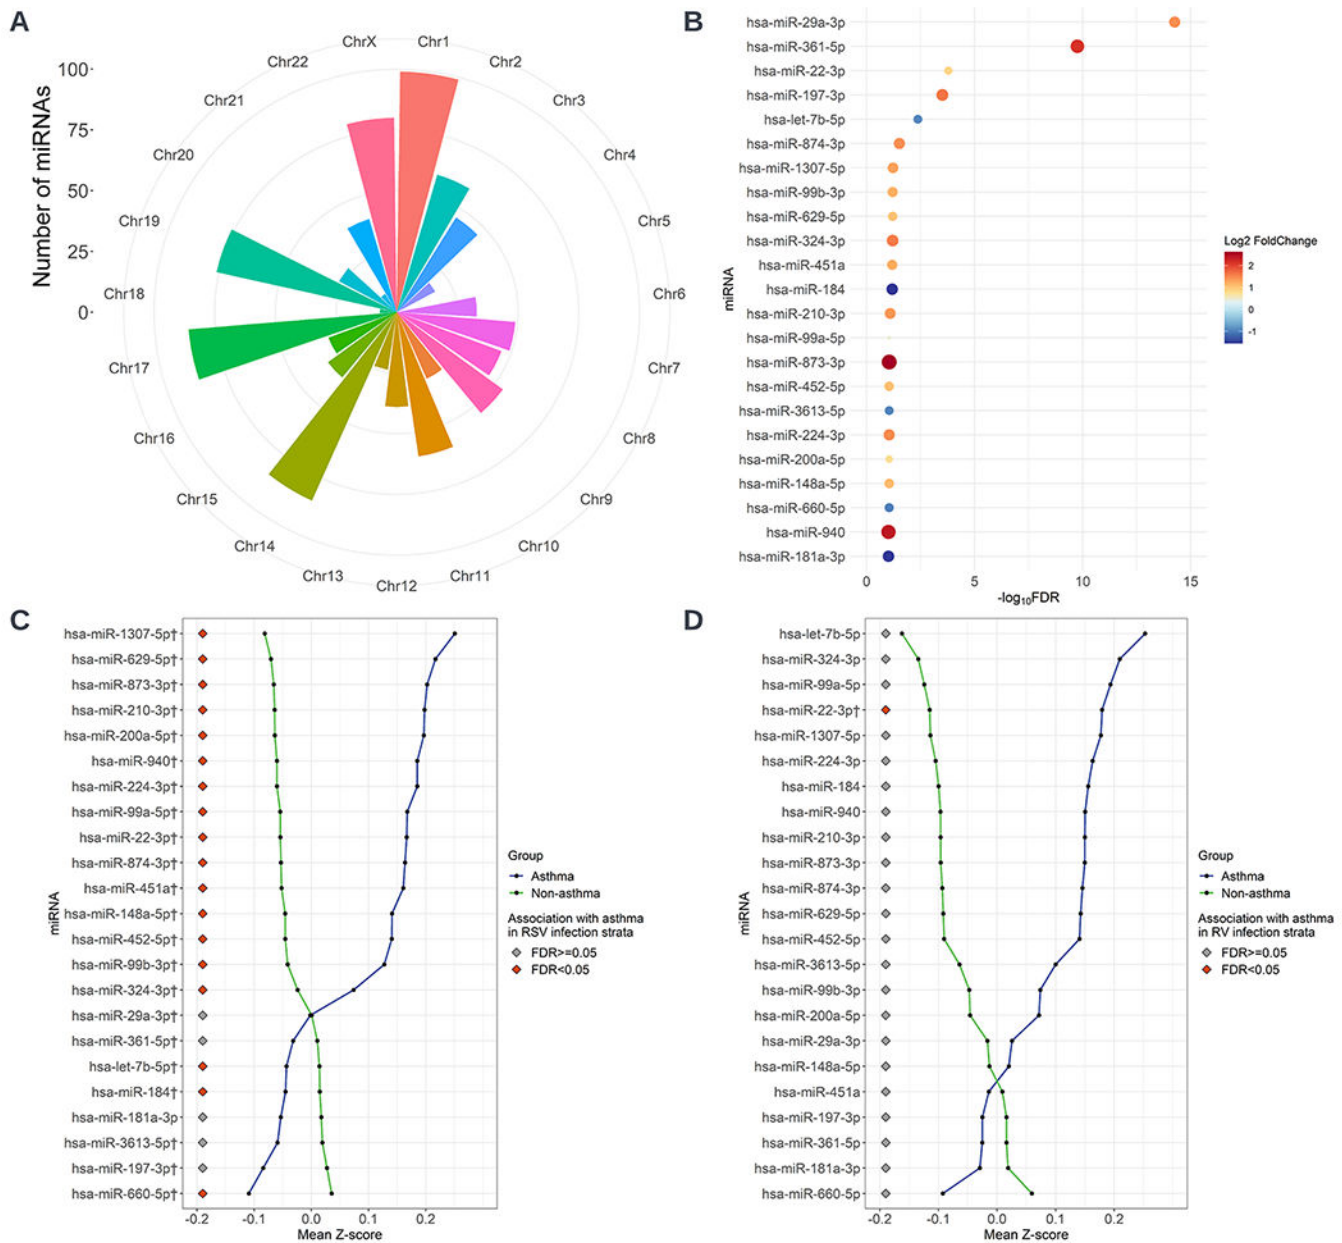 A
Number of miRNAs
100
75
50
25
0
ChrX
Chr1
Chr2
Chr3
Chr4
Chr5
Chr6
Chr7
Chr8
Chr9
Chr10
Chr11
Chr12
Chr13
Chr14
Chr15
Chr16
Chr17
Chr18
Chr19
Chr20
Chr21
Chr22
B
miRNA
hsa-miR-29a-3p
hsa-miR-361-5p
hsa-miR-22-3p
hsa-miR-197-3p
hsa-let-7b-5p
hsa-miR-874-3p
hsa-miR-1307-5p
hsa-miR-99b-3p
hsa-miR-629-5p
hsa-miR-324-3p
hsa-miR-451a
hsa-miR-184
hsa-miR-210-3p
hsa-miR-99a-5p
hsa-miR-873-3p
hsa-miR-452-5p
hsa-miR-3613-5p
hsa-miR-224-3p
hsa-miR-200a-5p
hsa-miR-148a-5p
hsa-miR-660-5p
hsa-miR-940
hsa-miR-181a-3p
0 5 10 15
-log₁₀FDR
Log2 FoldChange
2
1
0
-1
C
miRNA
hsa-miR-1307-5p†
hsa-miR-629-5p†
hsa-miR-873-3p†
hsa-miR-210-3p†
hsa-miR-200a-5p†
hsa-miR-940†
hsa-miR-224-3p†
hsa-miR-99a-5p†
hsa-miR-22-3p†
hsa-miR-874-3p†
hsa-miR-451a†
hsa-miR-148a-5p†
hsa-miR-452-5p†
hsa-miR-99b-3p†
hsa-miR-324-3p†
hsa-miR-29a-3p†
hsa-miR-361-5p†
hsa-let-7b-5p†
hsa-miR-184†
hsa-miR-181a-3p
hsa-miR-3613-5p†
hsa-miR-197-3p†
hsa-miR-660-5p†
-0.2 -0.1 0.0 0.1 0.2
Mean Z-score
Group
Asthma
Non-asthma
Association with asthma
in RSV infection strata
FDR>=0.05
FDR<0.05
D
miRNA
hsa-let-7b-5p
hsa-miR-324-3p
hsa-miR-99a-5p
hsa-miR-22-3p†
hsa-miR-1307-5p
hsa-miR-224-3p
hsa-miR-184
hsa-miR-940
hsa-miR-210-3p
hsa-miR-873-3p
hsa-miR-874-3p
hsa-miR-629-5p
hsa-miR-452-5p
hsa-miR-3613-5p
hsa-miR-99b-3p
hsa-miR-200a-5p
hsa-miR-29a-3p
hsa-miR-148a-5p
hsa-miR-451a
hsa-miR-197-3p
hsa-miR-361-5p
hsa-miR-181a-3p
hsa-miR-660-5p
-0.2 -0.1 0.0 0.1 0.2
Mean Z-score
Group
Asthma
Non-asthma
Association with asthma
in RV infection strata
FDR>=0.05
FDR<0.05